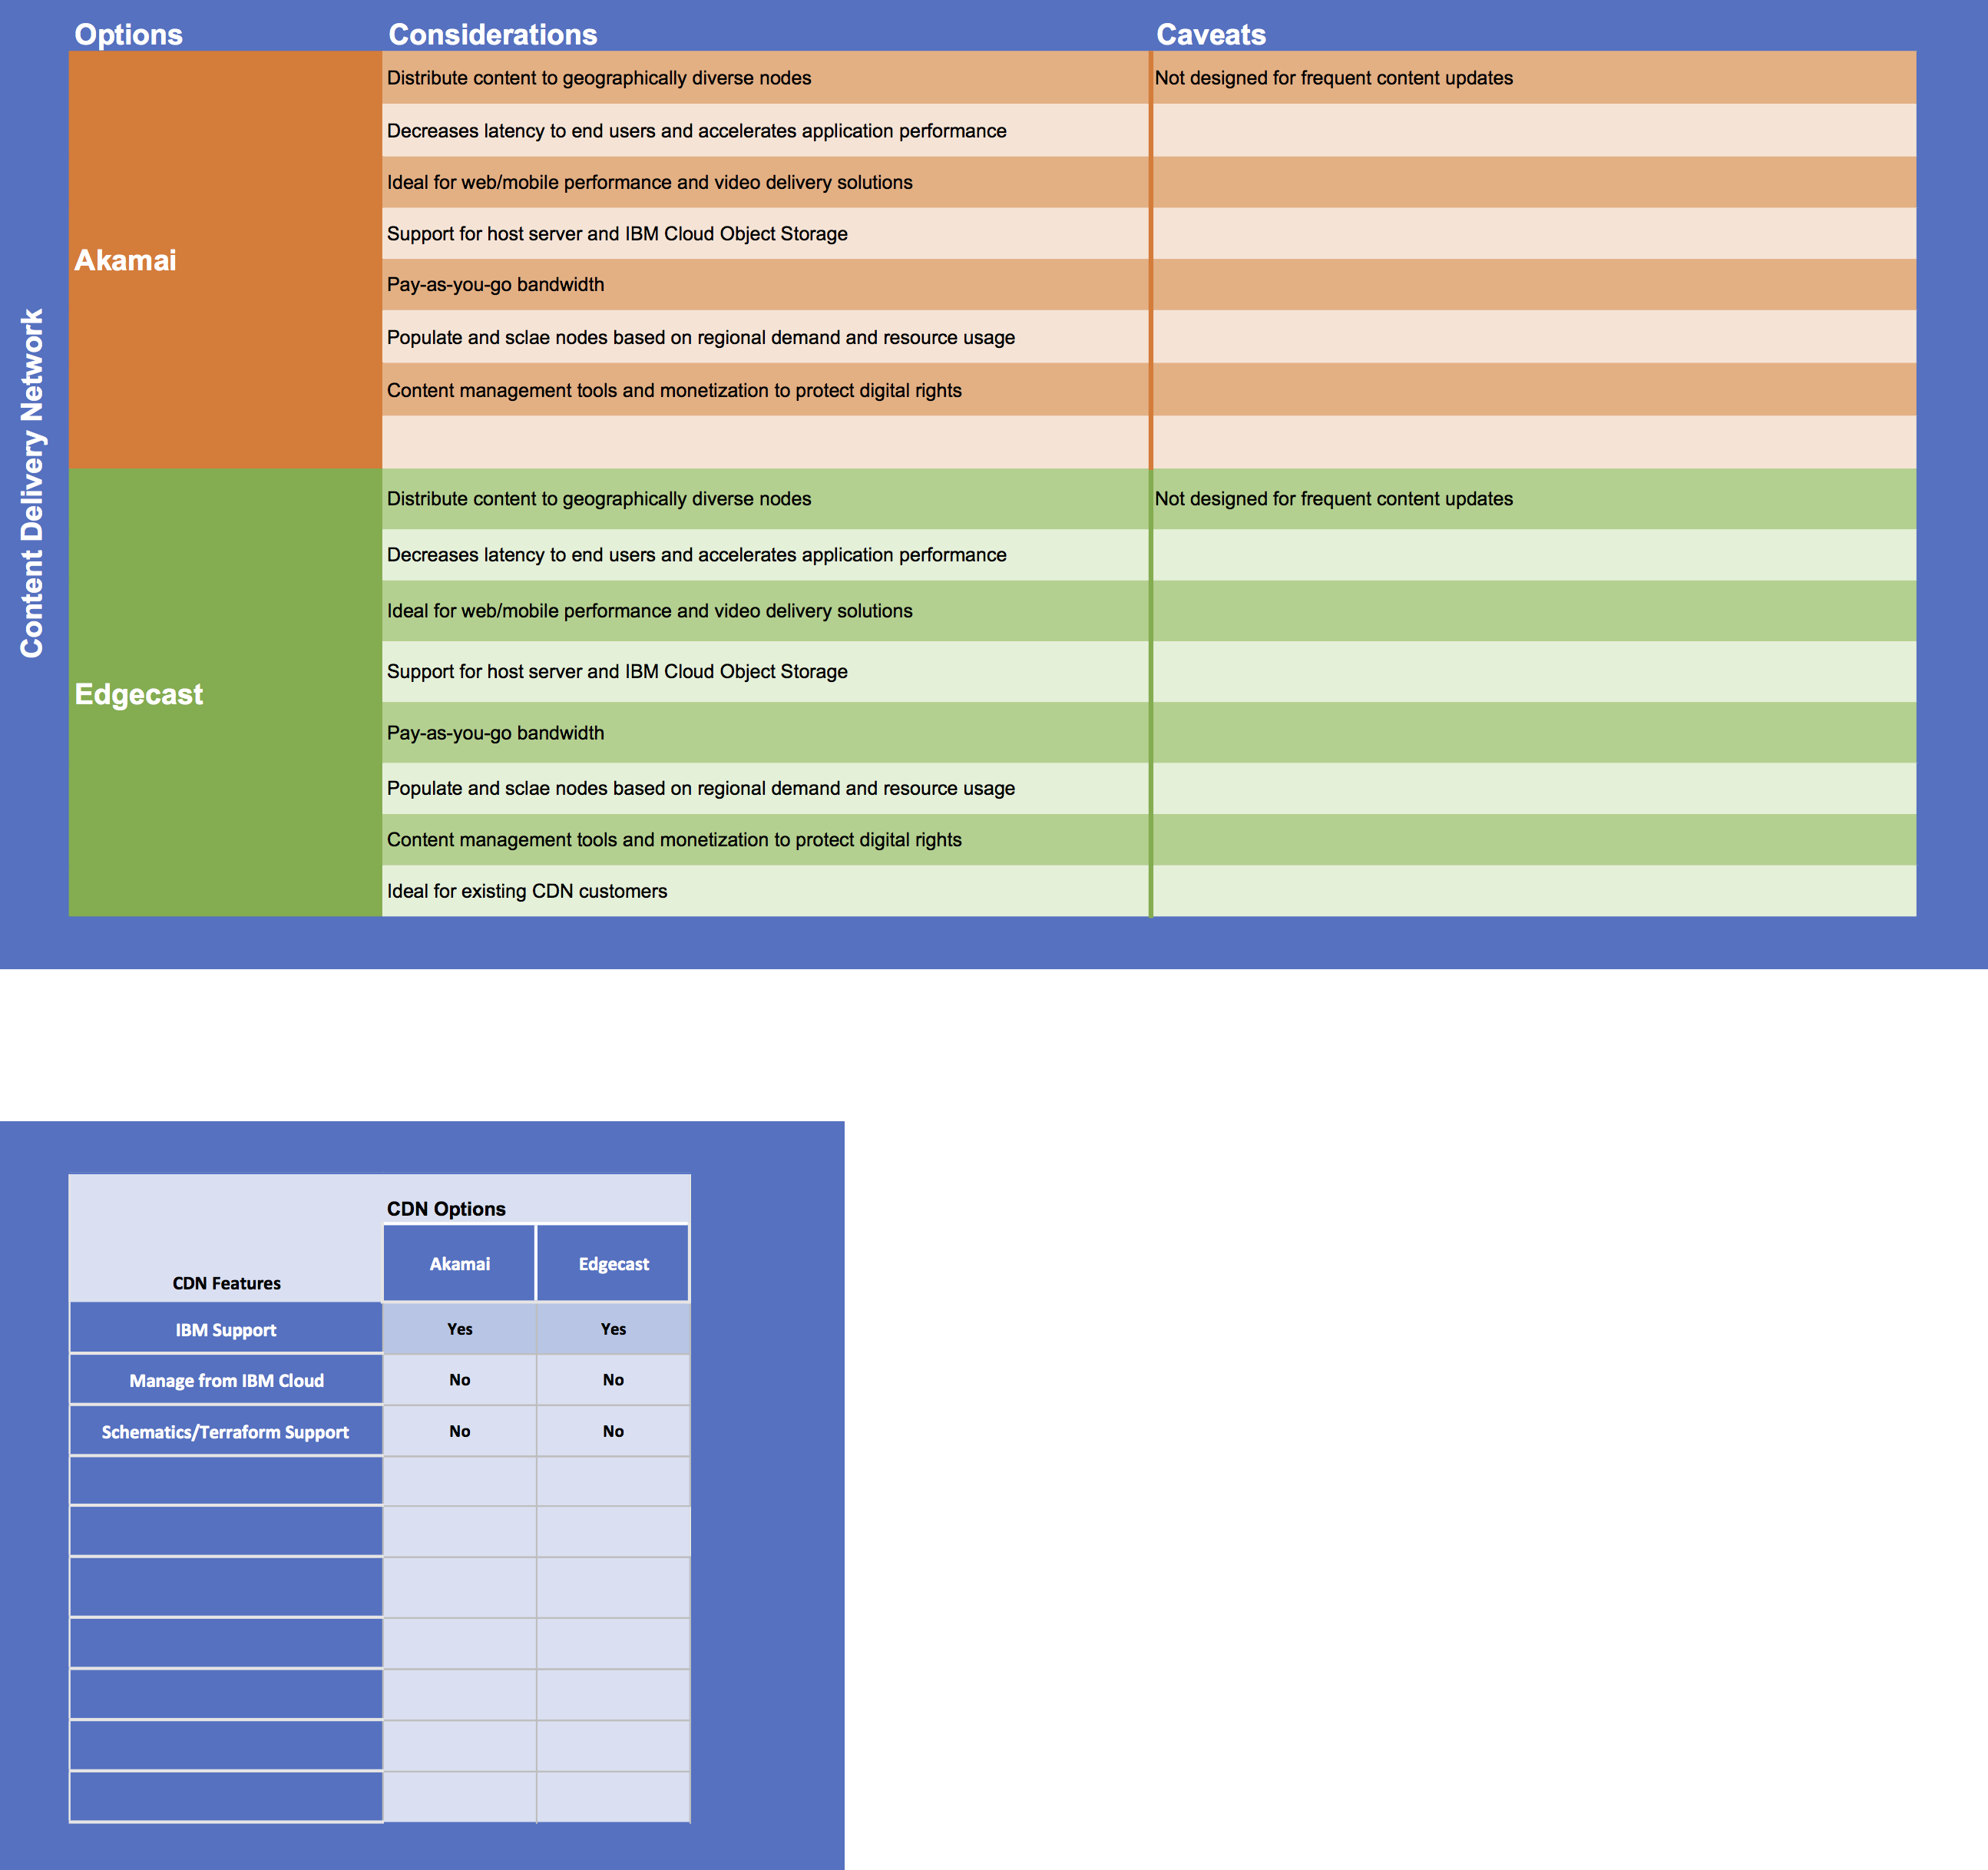 Options Considerations Caveats
Content Delivery Network
Akamai
Distribute content to geographically diverse nodes Not designed for frequent content updates
Decreases latency to end users and accelerates application performance
Ideal for web/mobile performance and video delivery solutions
Support for host server and IBM Cloud Object Storage
Pay-as-you-go bandwidth
Populate and sclae nodes based on regional demand and resource usage
Content management tools and monetization to protect digital rights
Edgecast
Distribute content to geographically diverse nodes Not designed for frequent content updates
Decreases latency to end users and accelerates application performance
Ideal for web/mobile performance and video delivery solutions
Support for host server and IBM Cloud Object Storage
Pay-as-you-go bandwidth
Populate and sclae nodes based on regional demand and resource usage
Content management tools and monetization to protect digital rights
Ideal for existing CDN customers
CDN Options
CDN Features Akamai Edgecast
IBM Support Yes Yes
Manage from IBM Cloud No No
Schematics/Terraform Support No No